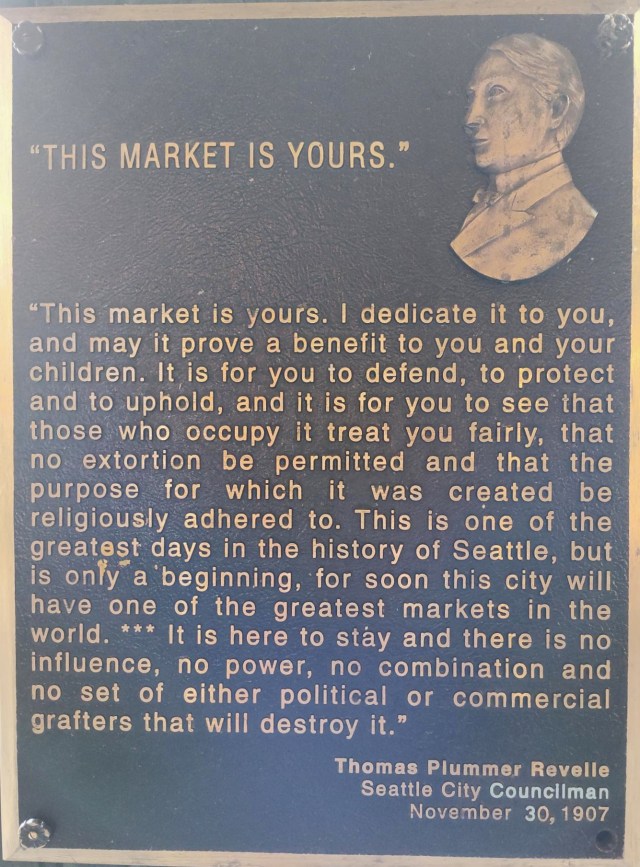 “THIS MARKET IS YOURS.”
“This market is yours. I dedicate it to you,
and may it prove a benefit to you and your
children. It is for you to defend, to protect
and to uphold, and it is for you to see that
those who occupy it treat you fairly, that
no extortion be permitted and that the
purpose for which it was created be
religiously adhered to. This is one of the
greatest days in the history of Seattle, but
is only a beginning, for soon this city will
have one of the greatest markets in the
world. *** It is here to stay and there is no
influence, no power, no combination and
no set of either political or commercial
grafters that will destroy it.”
Thomas Plummer Revelle
Seattle City Councilman
November 30, 1907